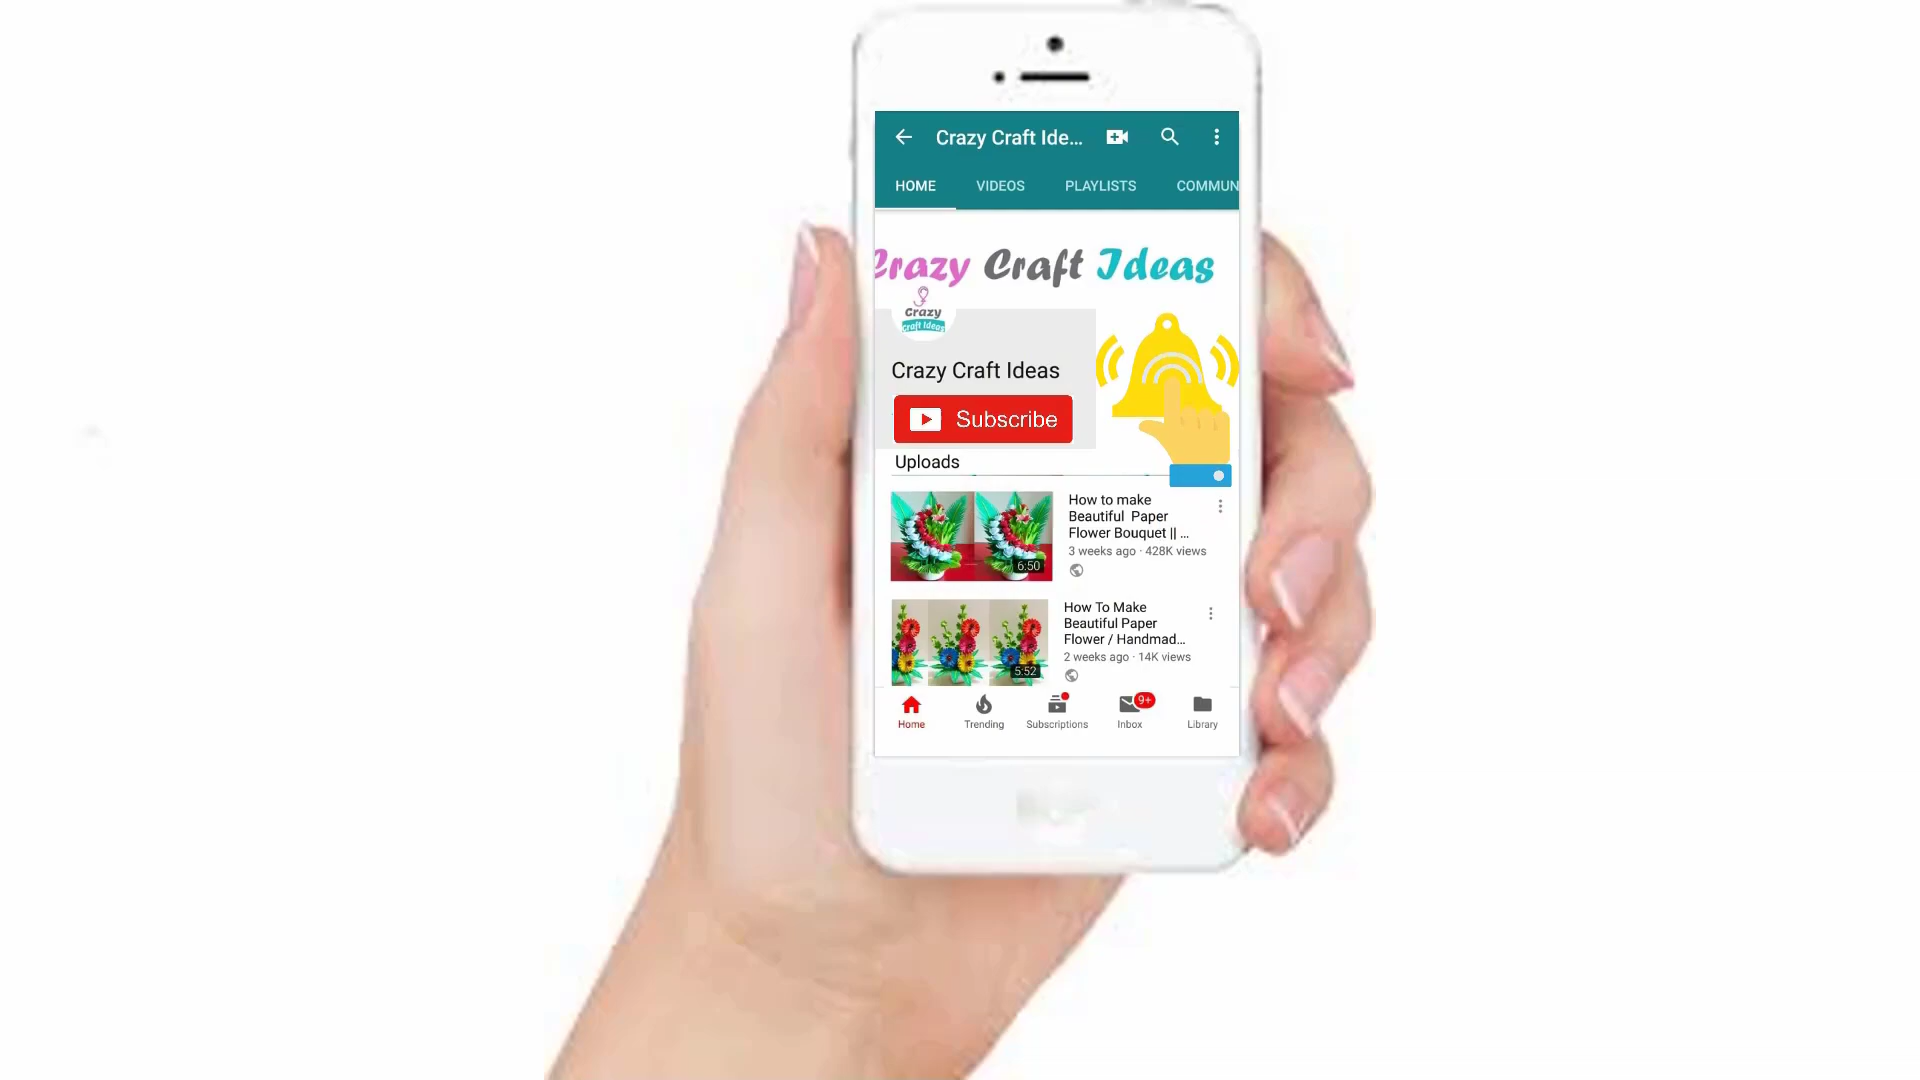 Crazy Craft Ide...
HOME VIDEOS PLAYLISTS COMMUN
Crazy Craft Ideas
Crazy
Craft Ideas
Crazy Craft Ideas
Subscribe
Uploads
How to make
Beautiful Paper
Flower Bouquet || ...
3 weeks ago · 428K views
6:50
How To Make
Beautiful Paper
Flower / Handmad...
2 weeks ago · 14K views
5:52
9+
Home Trending Subscriptions Inbox Library